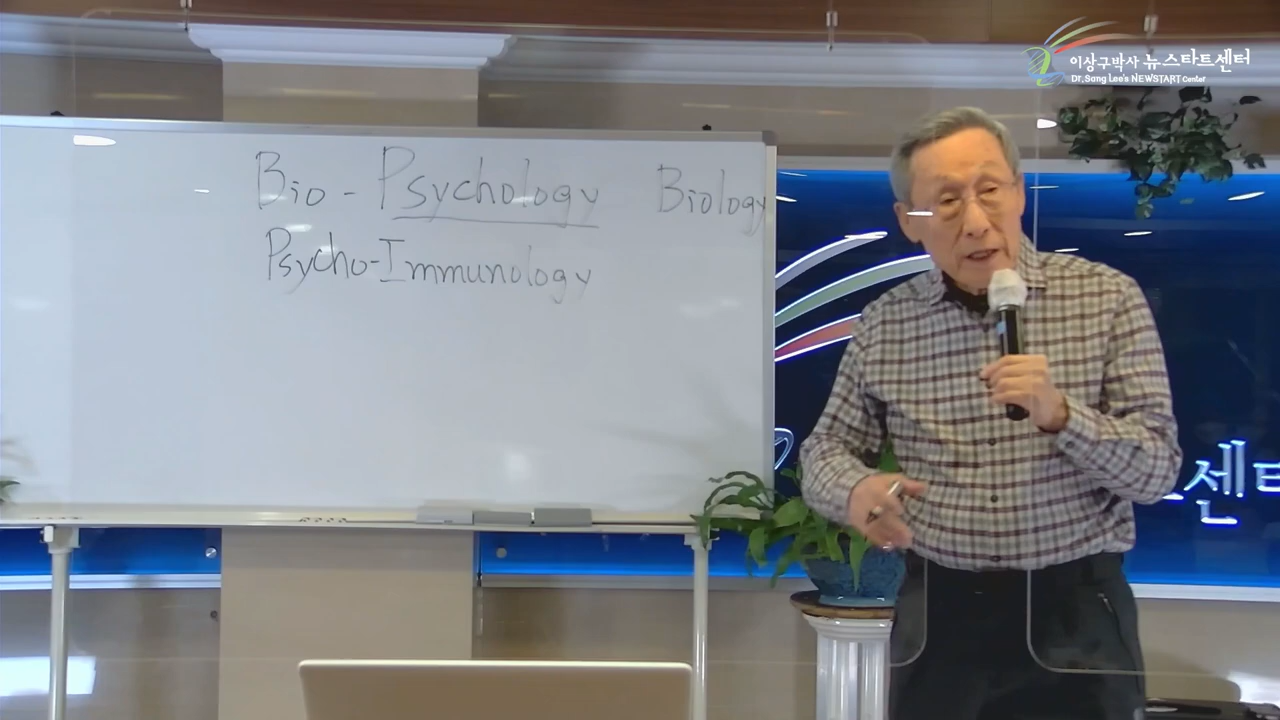 이상구박사 뉴스타트센터
Dr. Sang Lee's NEWSTART Center
Bio - Psychology Biology
Psycho-Immunology
센터